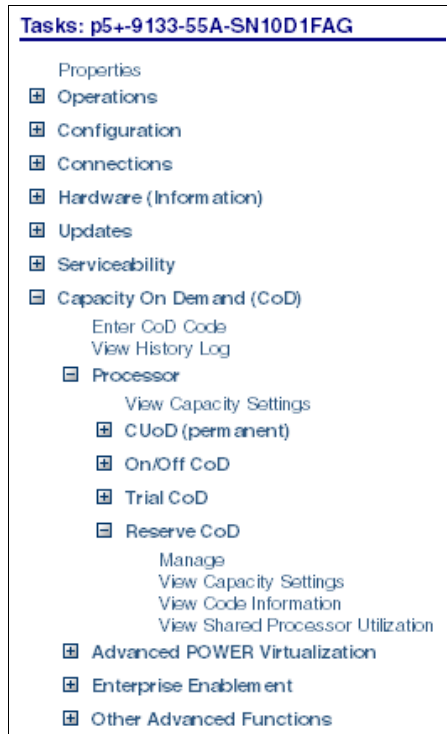 Tasks: p5+-9133-55A-SN10D1FAG
Properties
Operations
Configuration
Connections
Hardware (Information)
Updates
Serviceability
Capacity On Demand (CoD)
Enter CoD Code
View History Log
Processor
View Capacity Settings
CUoD (permanent)
On/Off CoD
Trial CoD
Reserve CoD
Manage
View Capacity Settings
View Code Information
View Shared Processor Utilization
Advanced POWER Virtualization
Enterprise Enablement
Other Advanced Functions